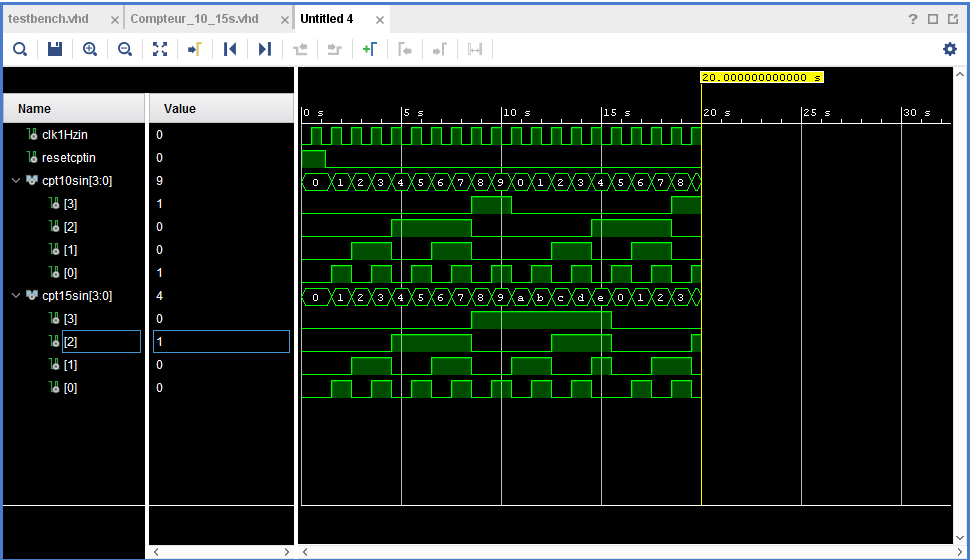 testbench.vhd × Compteur_10_15s.vhd × Untitled 4 × ?
20.000000000000 s
Name Value 0 s 5 s 10 s 15 s 20 s 25 s 30 s
clk1Hzin 0
resetcptin 0
cpt10sin[3:0] 9 0 1 2 3 4 5 6 7 8 9 0 1 2 3 4 5 6 7 8
[3] 1
[2] 0
[1] 0
[0] 1
cpt15sin[3:0] 4 0 1 2 3 4 5 6 7 8 9 a b c d e 0 1 2 3
[3] 0
[2] 1
[1] 0
[0] 0